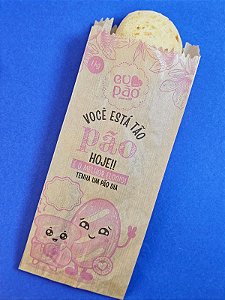 eu pão
VOCÊ ESTÁ TÃO
pão
HOJE!!
TENHA UM PÃO DIA